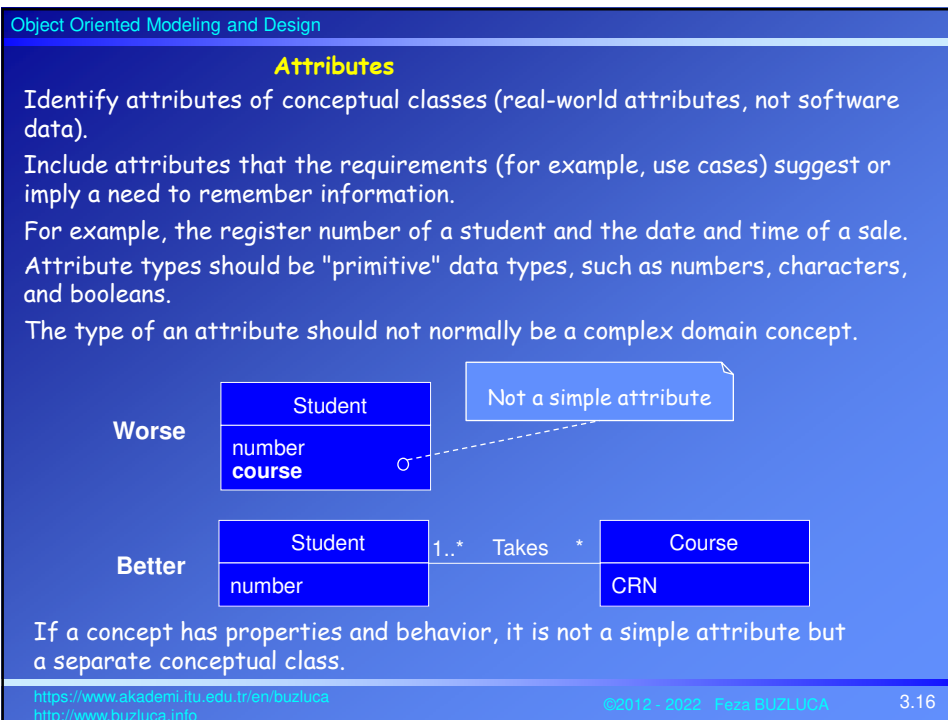 Object Oriented Modeling and Design
Attributes
Identify attributes of conceptual classes (real-world attributes, not software
data).
Include attributes that the requirements (for example, use cases) suggest or
imply a need to remember information.
For example, the register number of a student and the date and time of a sale.
Attribute types should be "primitive" data types, such as numbers, characters,
and booleans.
The type of an attribute should not normally be a complex domain concept.
Worse
Student
number
course
Not a simple attribute
Better
Student
number
1..* Takes *
Course
CRN
If a concept has properties and behavior, it is not a simple attribute but
a separate conceptual class.
https://www.akademi.itu.edu.tr/en/buzluca
http://www.buzluca.info
©2012 - 2022 Feza BUZLUCA
3.16